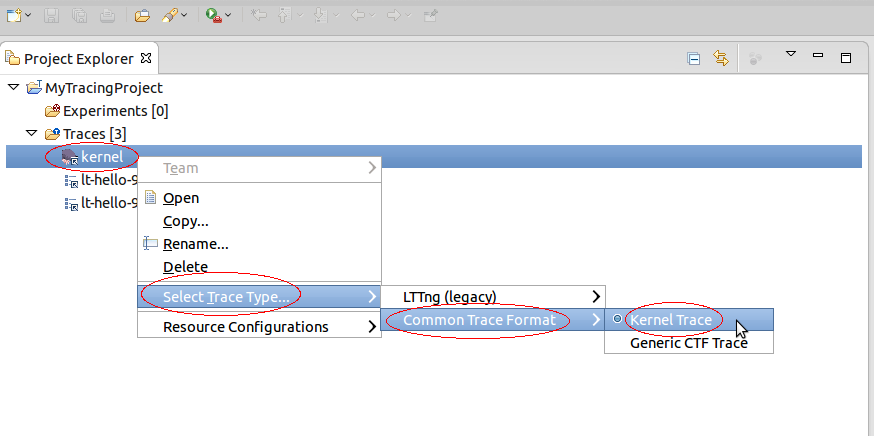 Project Explorer
MyTracingProject
Experiments [0]
Traces [3]
kernel
lt-hello-9
lt-hello-9
Team
Open
Copy...
Rename...
Delete
Select Trace Type...
Resource Configurations
LTTng (legacy)
Common Trace Format
Kernel Trace
Generic CTF Trace